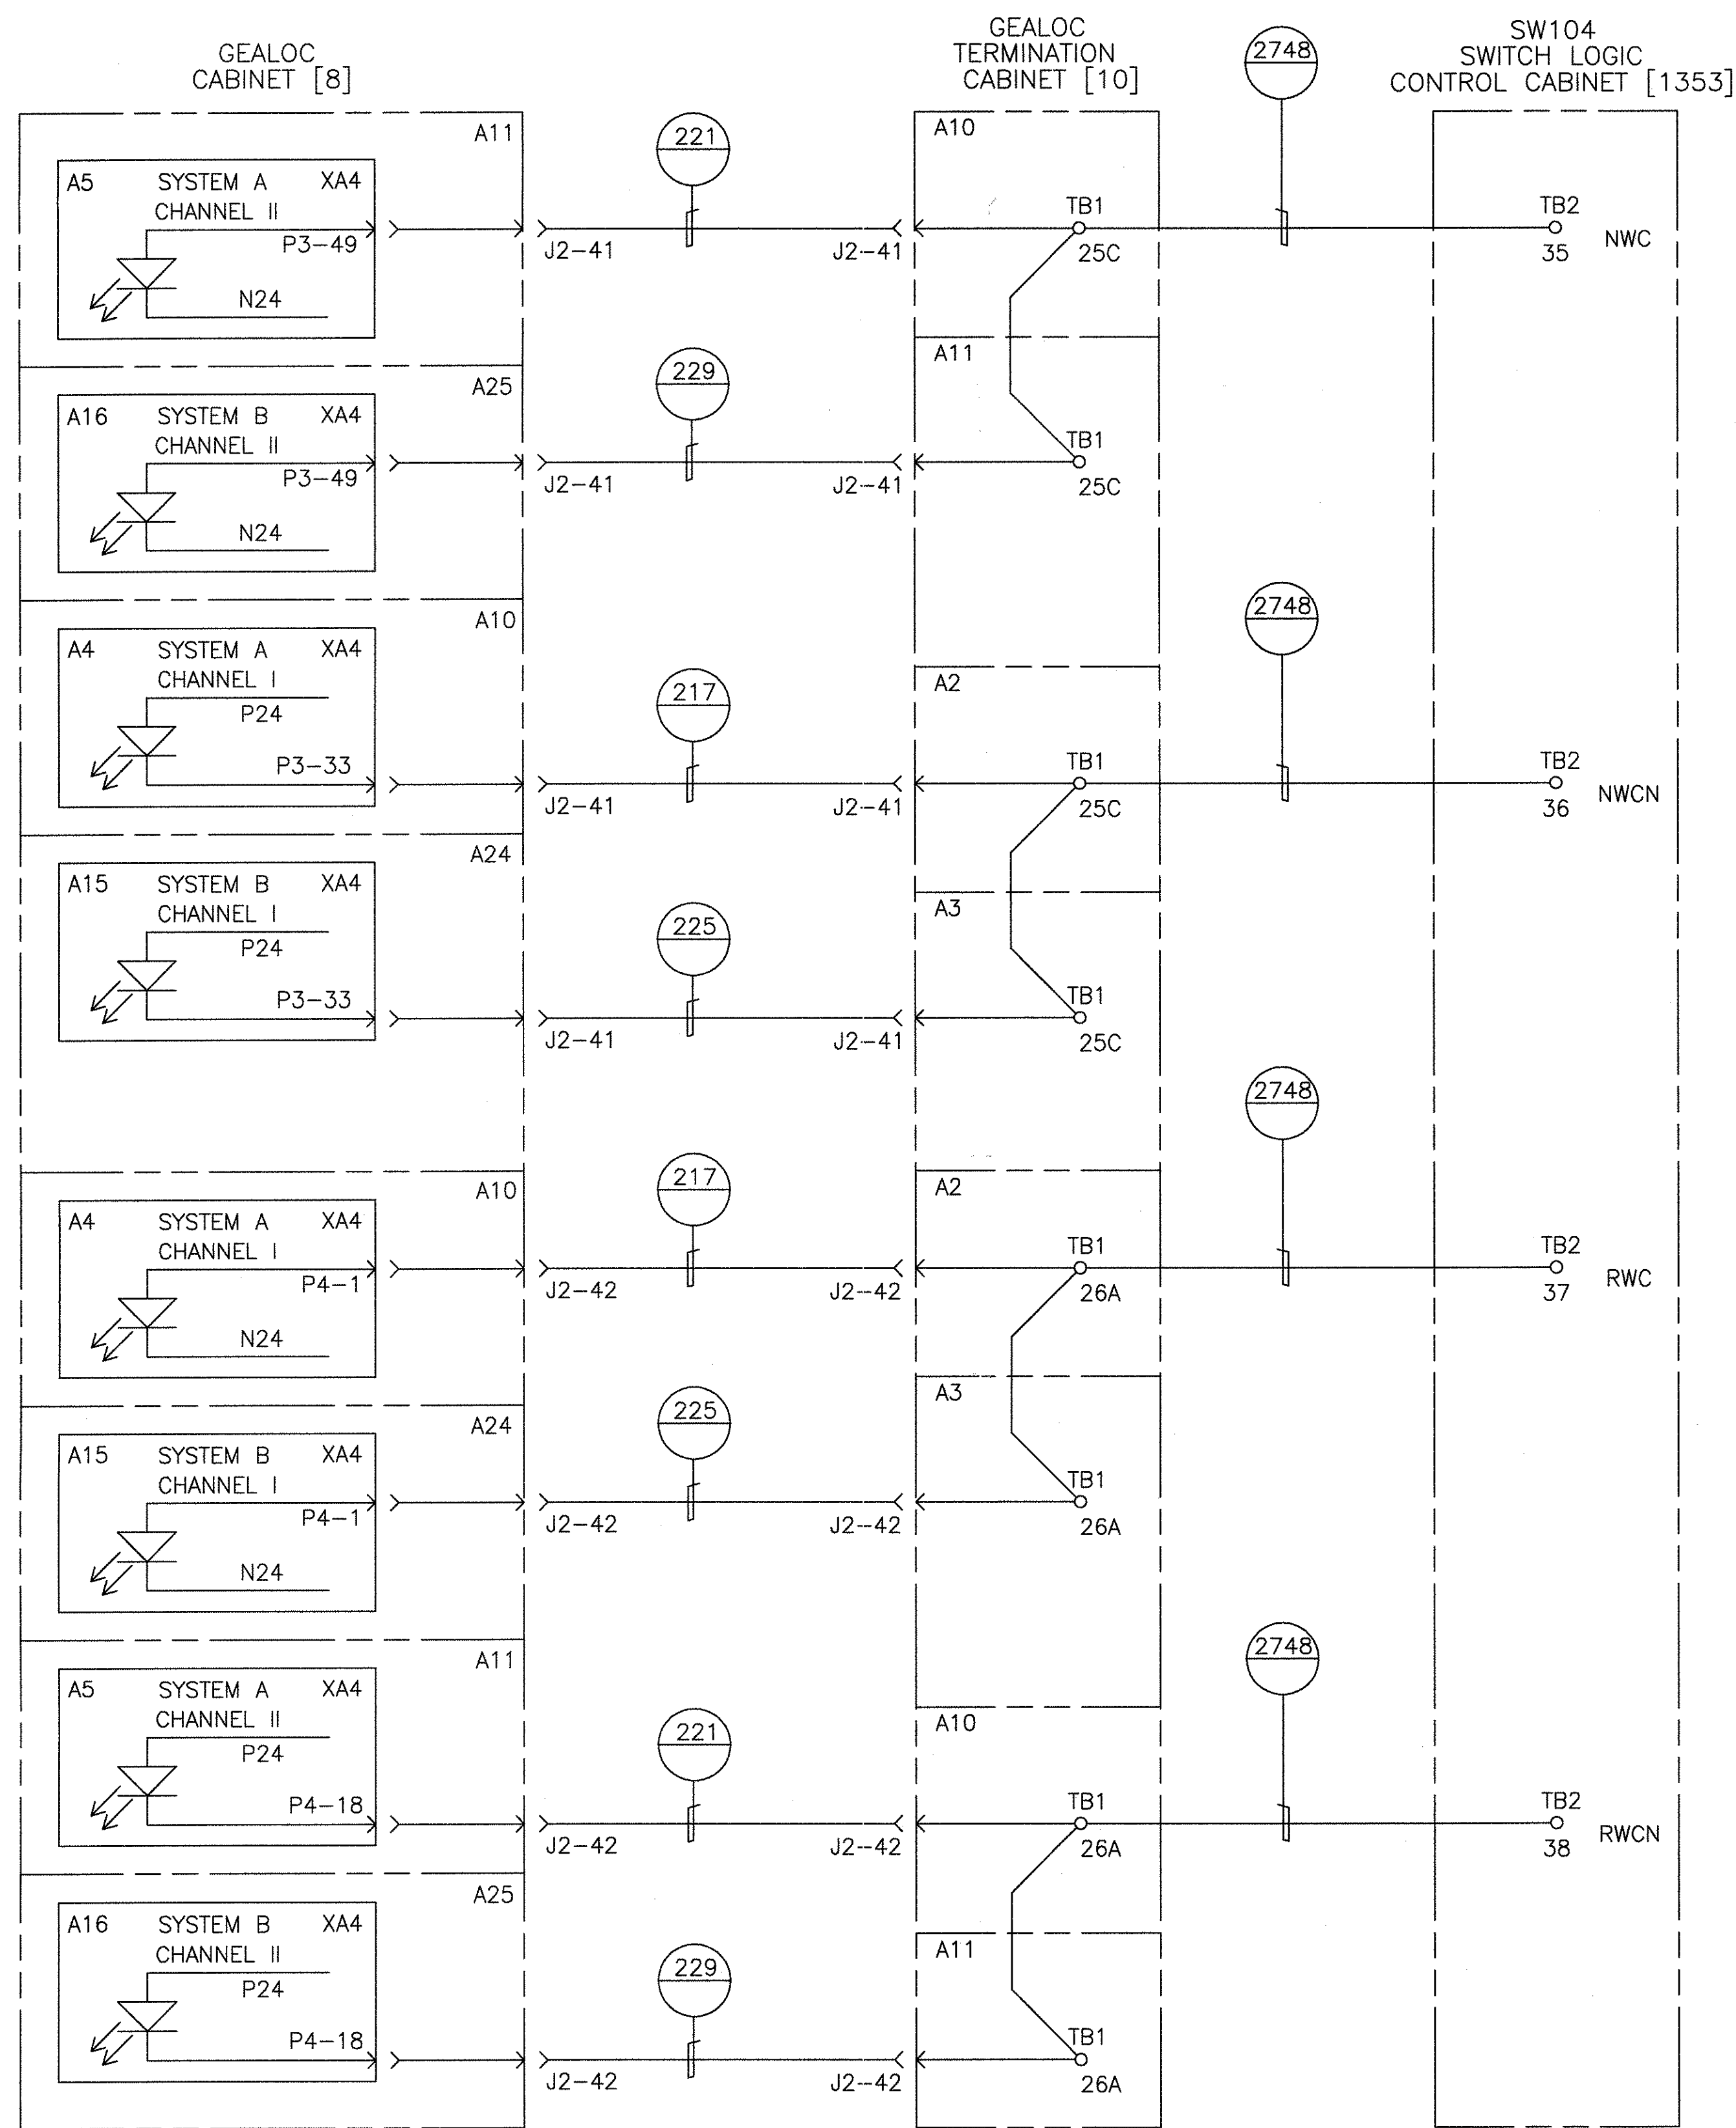 GEALOC
CABINET [8]
GEALOC
TERMINATION
CABINET [10]
2748
SW104
SWITCH LOGIC
CONTROL CABINET [1353]
A11
A5 SYSTEM A XA4
CHANNEL II
P3-49
N24
J2-41
221
J2-41
A10
TB1
25C
TB2
35
NWC
A25
A16 SYSTEM B XA4
CHANNEL II
P3-49
N24
J2-41
229
J2-41
A11
TB1
25C
A10
A4 SYSTEM A XA4
CHANNEL I
P24
P3-33
J2-41
217
J2-41
A2
TB1
25C
2748
TB2
36
NWCN
A24
A15 SYSTEM B XA4
CHANNEL I
P24
P3-33
J2-41
225
J2-41
A3
TB1
25C
A10
A4 SYSTEM A XA4
CHANNEL I
P4-1
N24
J2-42
217
J2-42
A2
TB1
26A
2748
TB2
37
RWC
A24
A15 SYSTEM B XA4
CHANNEL I
P4-1
N24
J2-42
225
J2-42
A3
TB1
26A
A11
A5 SYSTEM A XA4
CHANNEL II
P24
P4-18
J2-42
221
J2-42
A10
TB1
26A
2748
TB2
38
RWCN
A25
A16 SYSTEM B XA4
CHANNEL II
P24
P4-18
J2-42
229
J2-42
A11
TB1
26A